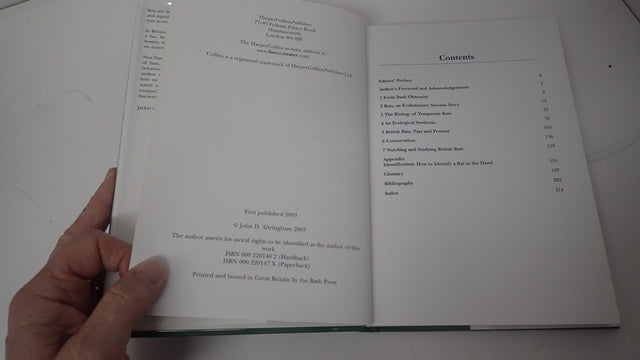 HarperCollinsPublishers
77-85 Fulham Palace Road
Hammersmith
London W6 8JB
The HarperCollins website address is:
www.fireandwater.com
Collins is a registered trademark of HarperCollinsPublishers Ltd.
First published 2003
© John D. Altringham 2003
The author asserts his moral rights to be identified as the author of this
work
ISBN 000 220140 2 (Hardback)
ISBN 000 220147 X (Paperback)
Printed and bound in Great Britain by the Bath Press
Contents
Editors' Preface 6
Author's Foreword and Acknowledgements 7
1 From Dark Obscurity
2 Bats, an Evolutionary Success Story
3 The Biology of Temperate Bats
4 An Ecological Synthesis
5 British Bats, Past and Present
6 Conservation
7 Watching and Studying British Bats
Appendix
Identification: How to Identify a Bat in the Hand
Glossary 197
Bibliography
Index 214